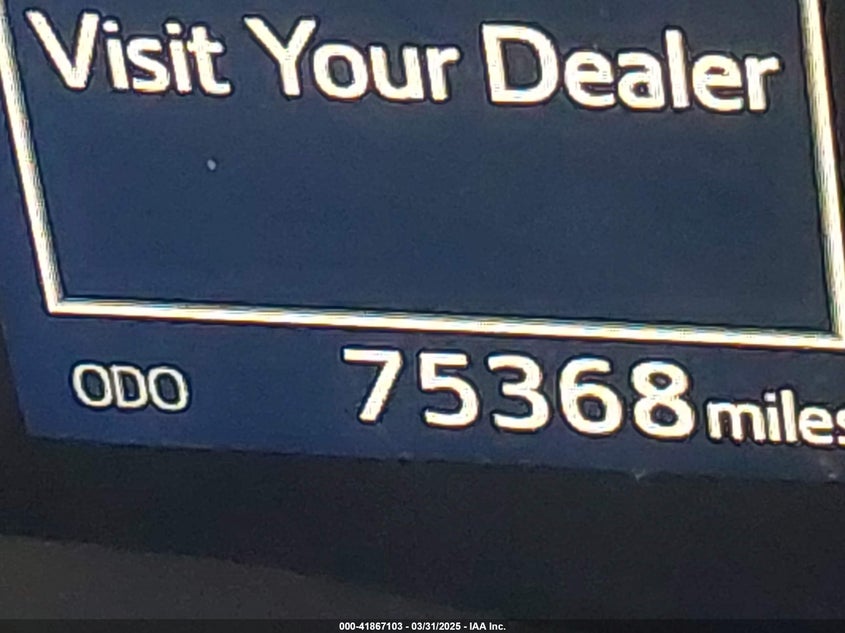 Visit Your Dealer
ODO 75368 miles
000-41867103 - 03/31/2025 - IAA Inc.